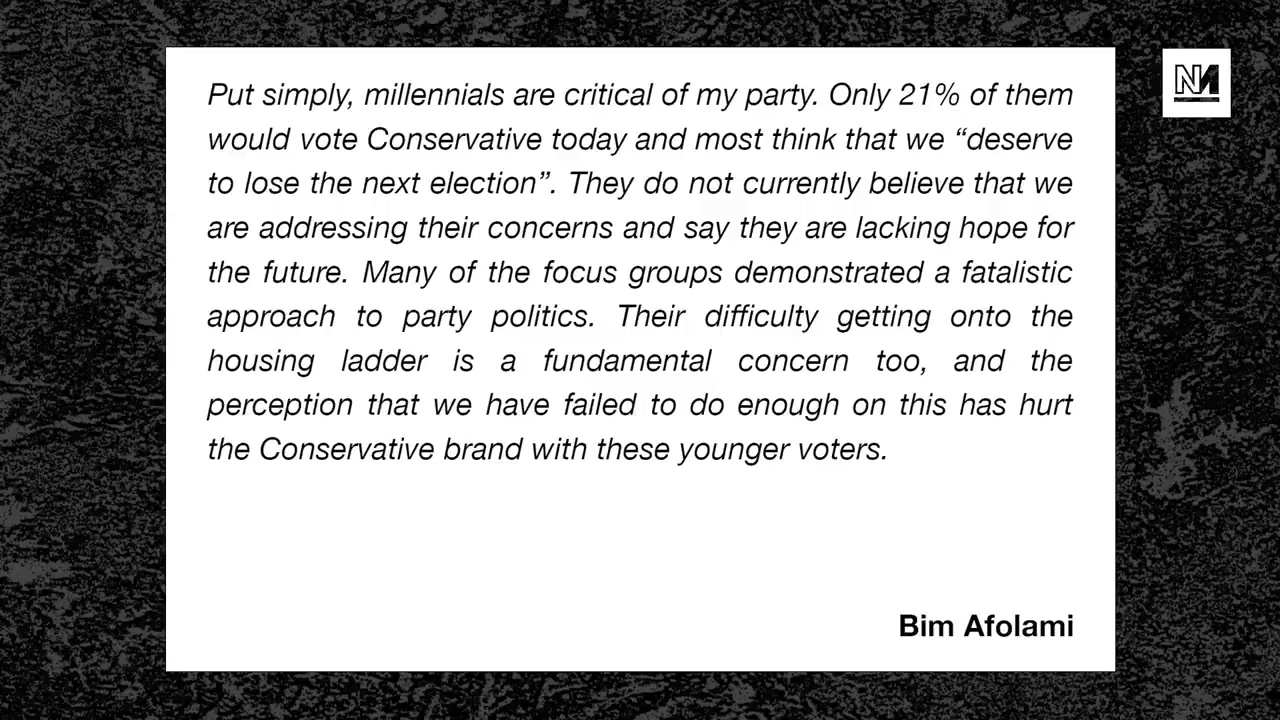 Put simply, millennials are critical of my party. Only 21% of them
would vote Conservative today and most think that we “deserve
to lose the next election”. They do not currently believe that we
are addressing their concerns and say they are lacking hope for
the future. Many of the focus groups demonstrated a fatalistic
approach to party politics. Their difficulty getting onto the
housing ladder is a fundamental concern too, and the
perception that we have failed to do enough on this has hurt
the Conservative brand with these younger voters.
Bim Afolami
NM